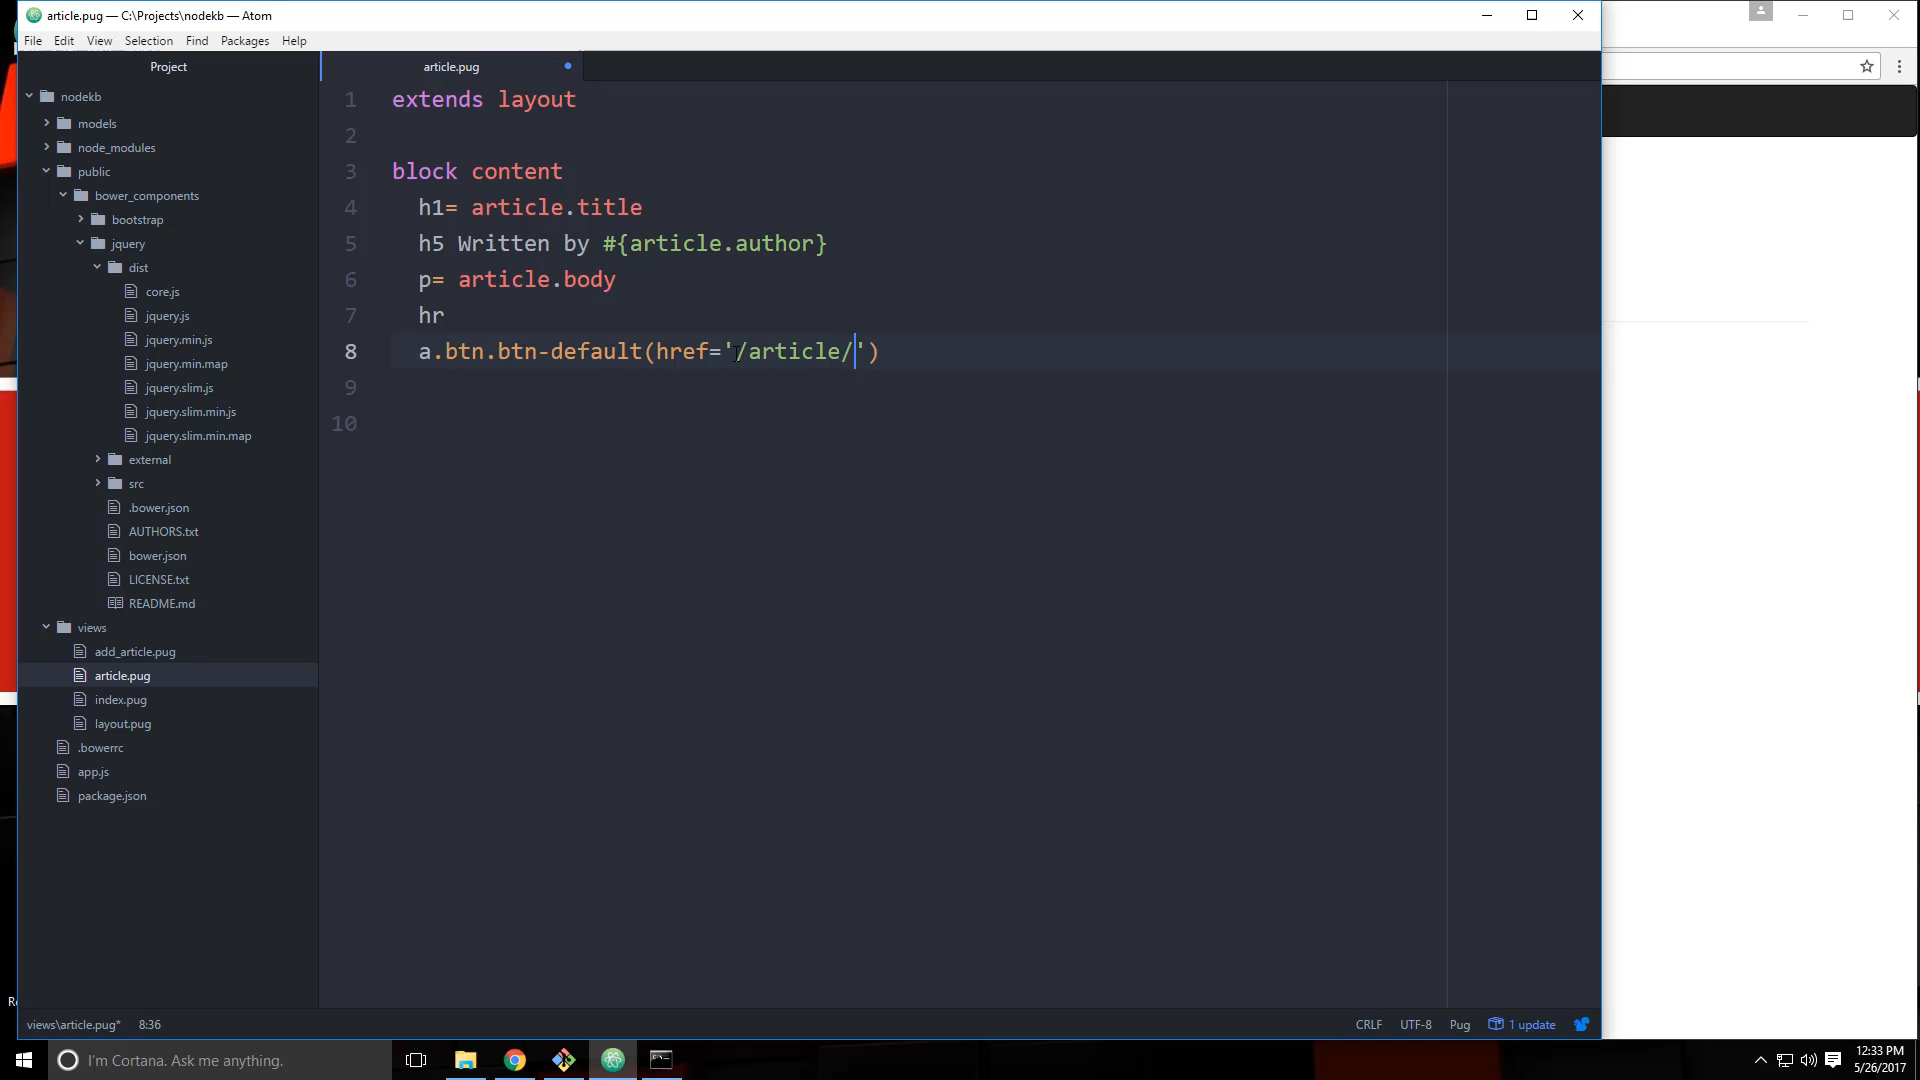 article.pug — C:\Projects\nodekb — Atom
File Edit View Selection Find Packages Help
Project
article.pug
nodekb
models
node_modules
public
bower_components
bootstrap
jquery
dist
core.js
jquery.js
jquery.min.js
jquery.min.map
jquery.slim.js
jquery.slim.min.js
jquery.slim.min.map
external
src
.bower.json
AUTHORS.txt
bower.json
LICENSE.txt
README.md
views
add_article.pug
article.pug
index.pug
layout.pug
.bowerrc
app.js
package.json
1 extends layout
2
3 block content
4 h1= article.title
5 h5 Written by #{article.author}
6 p= article.body
7 hr
8 a.btn.btn-default(href='/article/')
9
10
views\article.pug* 8:36
CRLF UTF-8 Pug 1 update
I'm Cortana. Ask me anything.
12:33 PM
5/26/2017